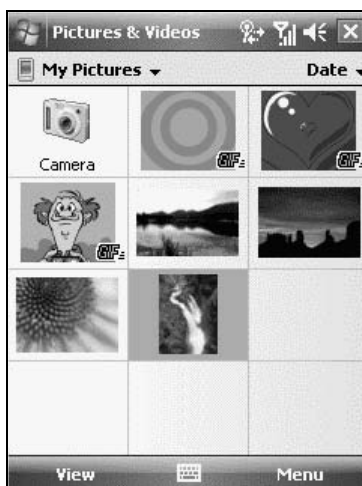 Pictures & Videos
My Pictures Date
Camera
GIF
GIF
GIF
View Menu